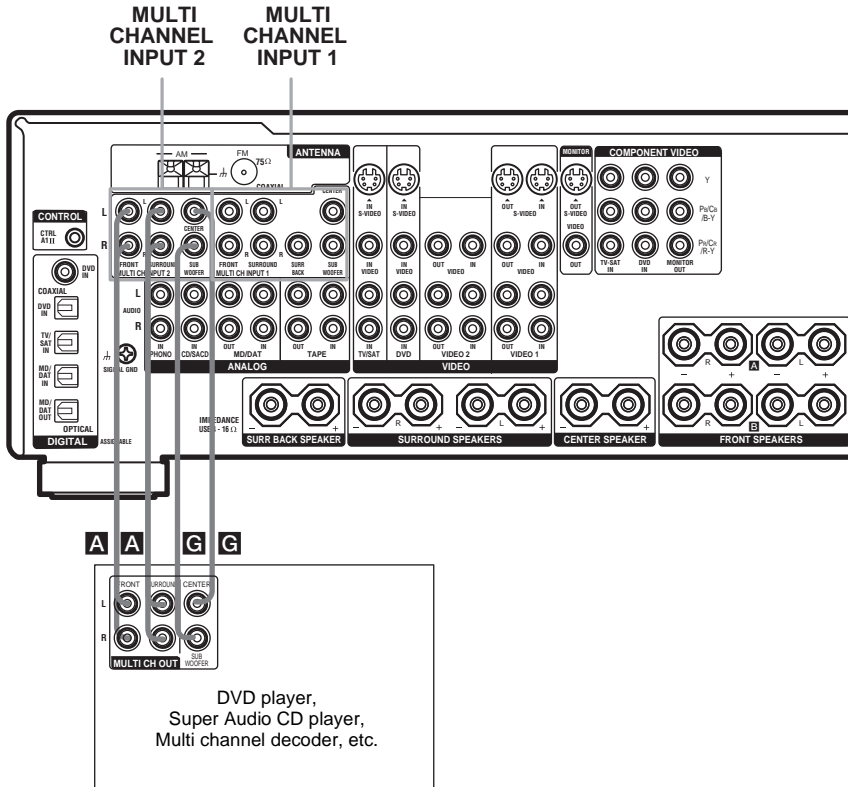 MULTI CHANNEL INPUT 2
MULTI CHANNEL INPUT 1
AM
FM
75Ω
COAXIAL
ANTENNA
MONITOR
COMPONENT VIDEO
L
L
CENTER
IN S-VIDEO
IN S-VIDEO
OUT S-VIDEO IN
OUT S-VIDEO
VIDEO
Y
PB/CB /B-Y
PR/CR /R-Y
CONTROL
CTRL A1II
L
R
CENTER
R
R
FRONT SURROUND SUB WOOFER
MULTI CH INPUT 2
FRONT SURROUND SURR BACK SUB WOOFER
MULTI CH INPUT 1
IN VIDEO
IN VIDEO
OUT VIDEO IN
OUT VIDEO IN
OUT
TV-SAT IN
DVD IN
MONITOR OUT
DVD IN
COAXIAL
DVD IN
TV/ SAT IN
MD/ DAT IN
MD/ DAT OUT
OPTICAL
DIGITAL
ASSIGNABLE
L
AUDIO
R
SIGNAL GND
IN PHONO
IN CD/SACD
OUT MD/DAT IN
OUT TAPE IN
ANALOG
IN TV/SAT
IN DVD
OUT VIDEO 2 IN
OUT VIDEO 1 IN
VIDEO
R
A
L
– + – +
IMPEDANCE USE 4 - 16 Ω
– +
SURR BACK SPEAKER
– R + – L +
SURROUND SPEAKERS
– +
CENTER SPEAKER
R
B
L
FRONT SPEAKERS
A A G G
FRONT SURROUND CENTER
L
R
MULTI CH OUT
SUB WOOFER
DVD player,
Super Audio CD player,
Multi channel decoder, etc.